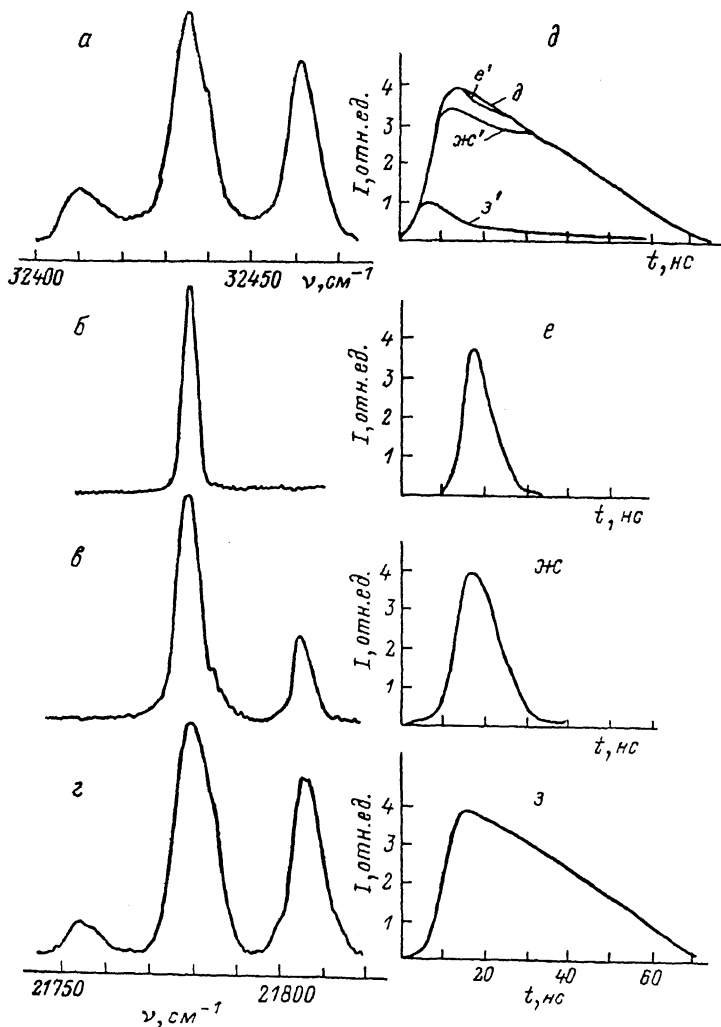 а
I, отн.ед.
4
3
2
1
д
е'
д
ж'
з'
t, нс
32400
32450
ν, см⁻¹
б
I, отн.ед.
4
3
2
1
е
t, нс
в
I, отн.ед.
4
3
2
1
ж
t, нс
г
I, отн.ед.
4
3
2
1
з
20
40
60
t, нс
21750
21800
ν, см⁻¹